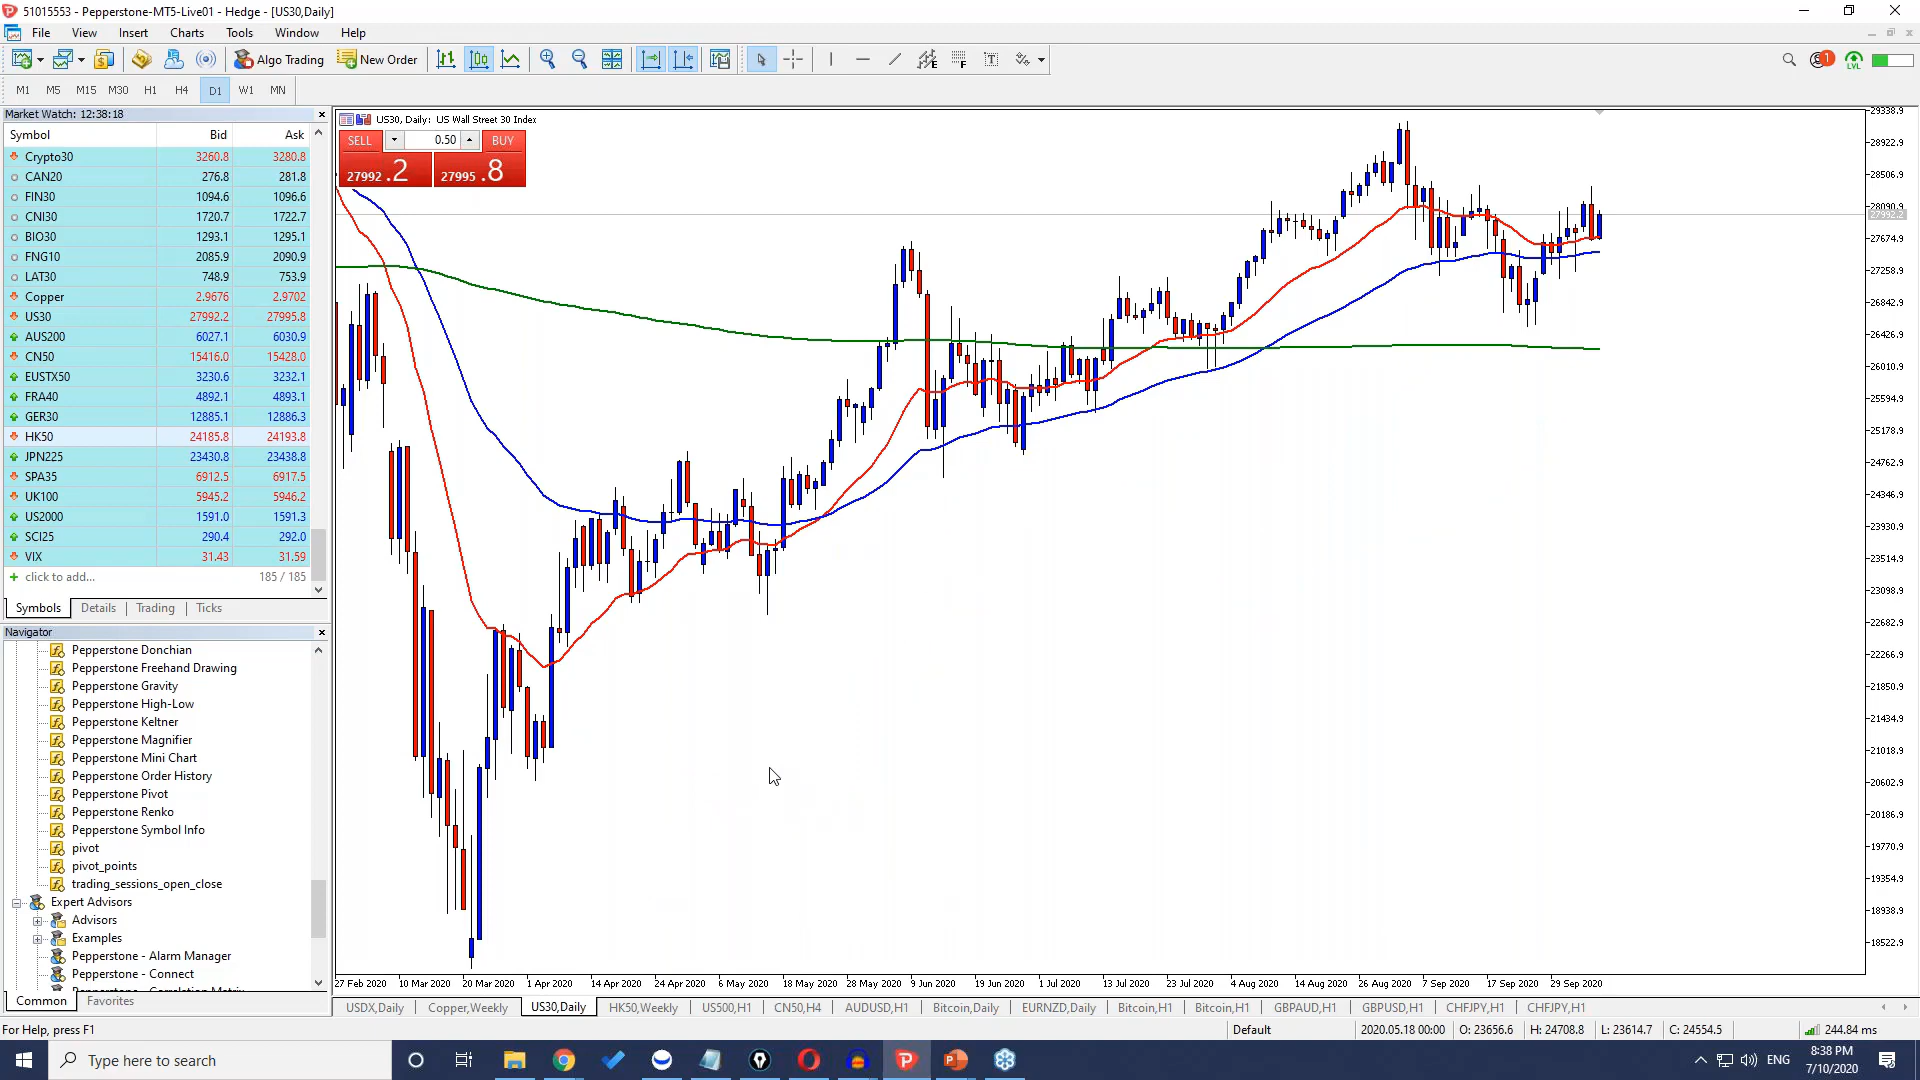 51015553 - Pepperstone-MT5-Live01 - Hedge - [US30,Daily]
File View Insert Charts Tools Window Help
Algo Trading New Order
1
LVL
M1 M5 M15 M30 H1 H4 D1 W1 MN
Market Watch: 12:38:18
Symbol Bid Ask
Crypto30 3260.8 3280.8
CAN20 276.8 281.8
FIN30 1094.6 1096.6
CNI30 1720.7 1722.7
BIO30 1293.1 1295.1
FNG10 2085.9 2090.9
LAT30 748.9 753.9
Copper 2.9676 2.9702
US30 27992.2 27995.8
AUS200 6027.1 6030.9
CN50 15416.0 15428.0
EUSTX50 3230.6 3232.1
FRA40 4892.1 4893.1
GER30 12885.1 12886.3
HK50 24185.8 24193.8
JPN225 23430.8 23438.8
SPA35 6912.5 6917.5
UK100 5945.2 5946.2
US2000 1591.0 1591.3
SCI25 290.4 292.0
VIX 31.43 31.59
click to add... 185 / 185
Symbols Details Trading Ticks
Navigator
Pepperstone Donchian
Pepperstone Freehand Drawing
Pepperstone Gravity
Pepperstone High-Low
Pepperstone Keltner
Pepperstone Magnifier
Pepperstone Mini Chart
Pepperstone Order History
Pepperstone Pivot
Pepperstone Renko
Pepperstone Symbol Info
pivot
pivot_points
trading_sessions_open_close
Expert Advisors
Advisors
Examples
Pepperstone - Alarm Manager
Pepperstone - Connect
Common Favorites
US30, Daily: US Wall Street 30 Index
SELL 0.50 BUY
27992 .2 27995 .8
29338.9
28922.9
28506.9
28090.9
27992.2
27674.9
27258.9
26842.9
26426.9
26010.9
25594.9
25178.9
24762.9
24346.9
23930.9
23514.9
23098.9
22682.9
22266.9
21850.9
21434.9
21018.9
20602.9
20186.9
19770.9
19354.9
18938.9
18522.9
27 Feb 2020 10 Mar 2020 20 Mar 2020 1 Apr 2020 14 Apr 2020 24 Apr 2020 6 May 2020 18 May 2020 28 May 2020 9 Jun 2020 19 Jun 2020 1 Jul 2020 13 Jul 2020 23 Jul 2020 4 Aug 2020 14 Aug 2020 26 Aug 2020 7 Sep 2020 17 Sep 2020 29 Sep 2020
USDX,Daily Copper,Weekly US30,Daily HK50,Weekly US500,H1 CN50,H4 AUDUSD,H1 Bitcoin,Daily EURNZD,Daily Bitcoin,H1 Bitcoin,H1 GBPAUD,H1 GBPUSD,H1 CHFJPY,H1 CHFJPY,H1
For Help, press F1 Default 2020.05.18 00:00 O: 23656.6 H: 24708.8 L: 23614.7 C: 24554.5 244.84 ms
Type here to search
ENG
8:38 PM
7/10/2020